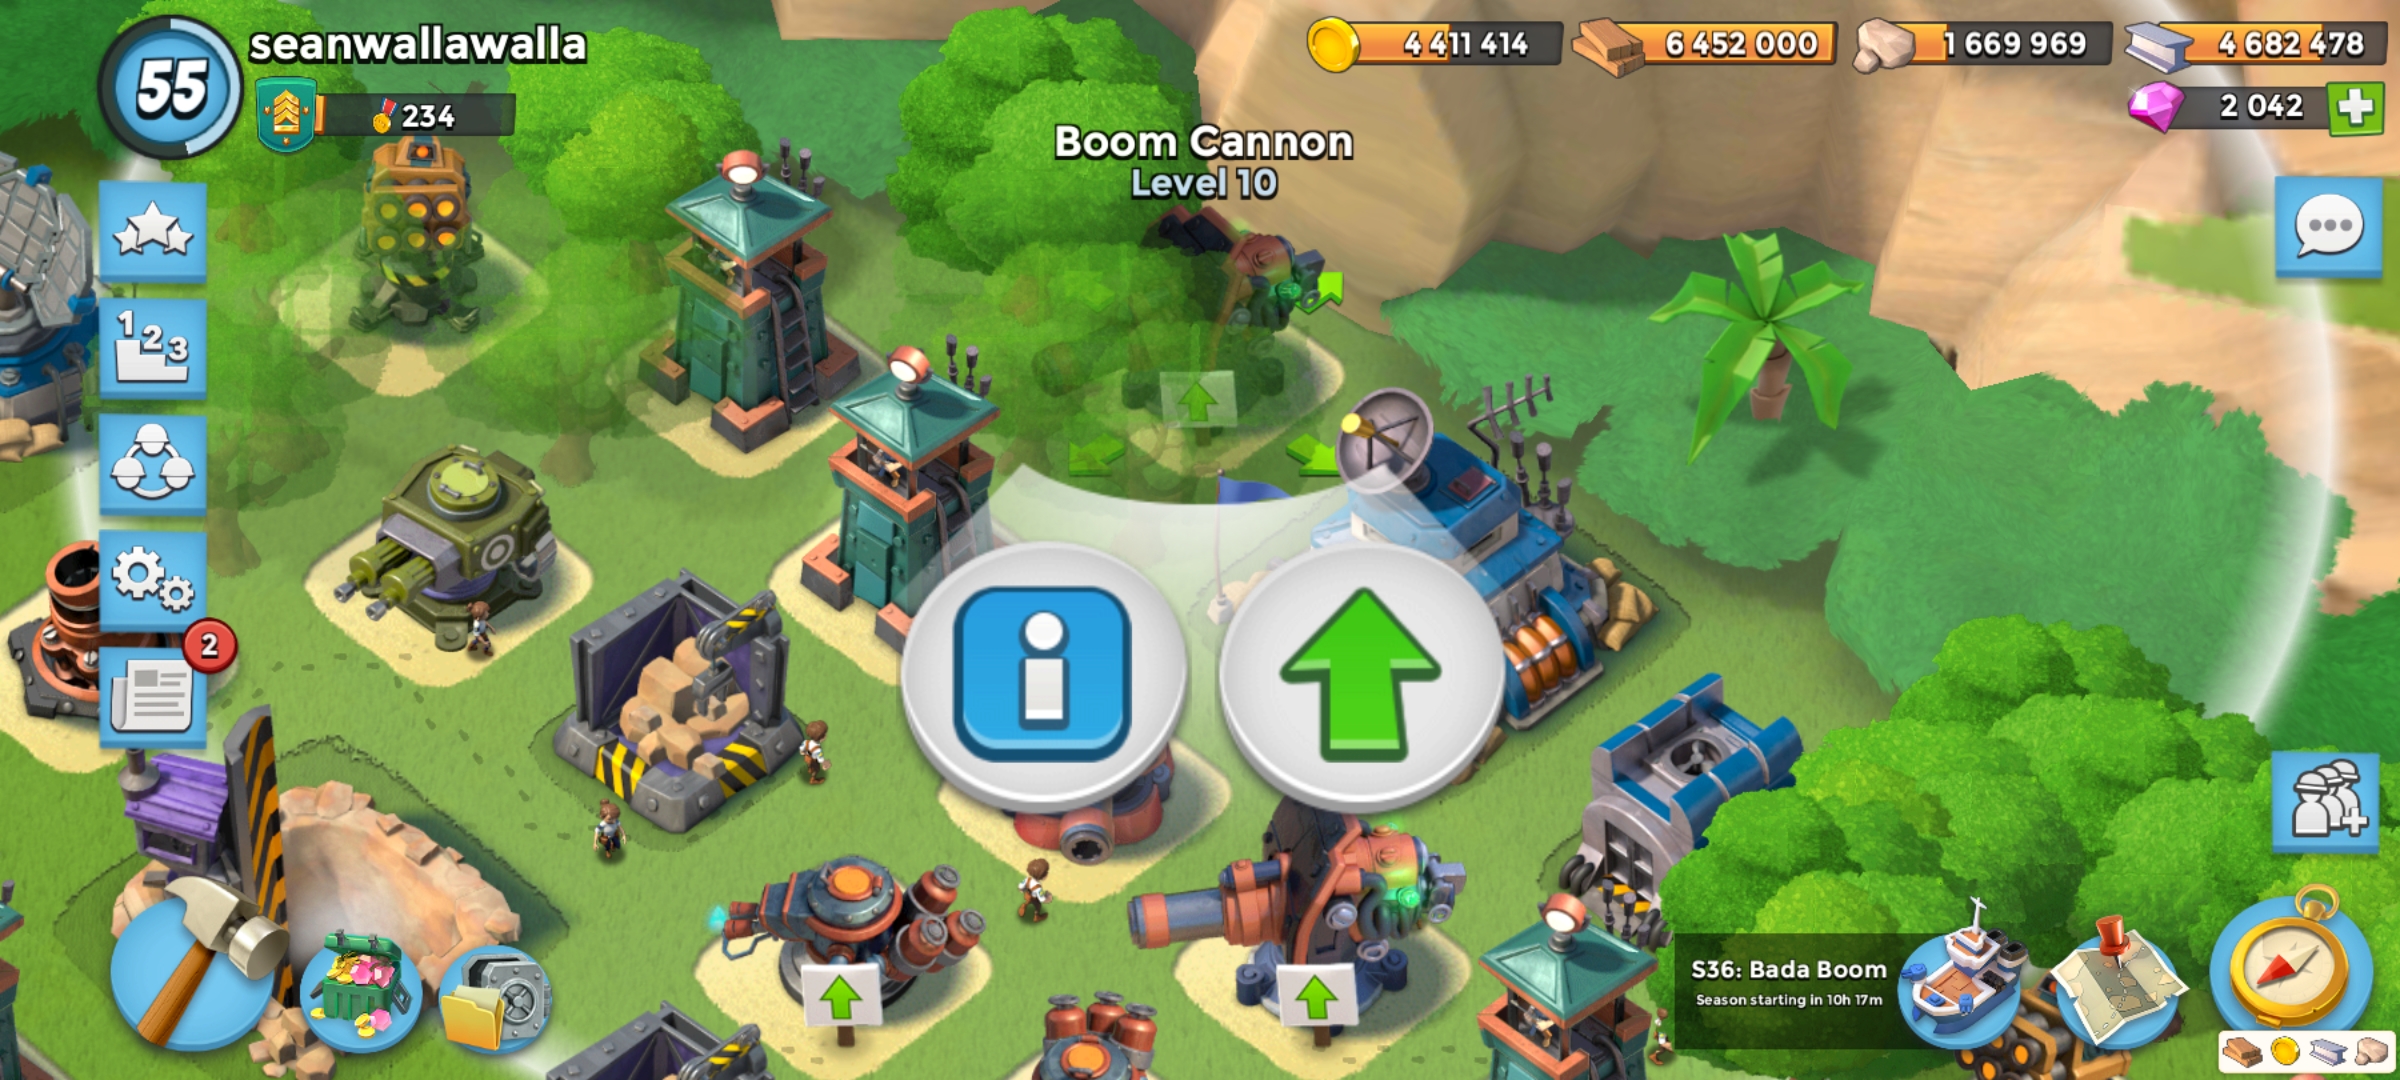 55
seanwallawalla
234
4 411 414
6 452 000
1 669 969
4 682 478
2 042
Boom Cannon
Level 10
1 2 3
2
S36: Bada Boom
Season starting in 10h 17m